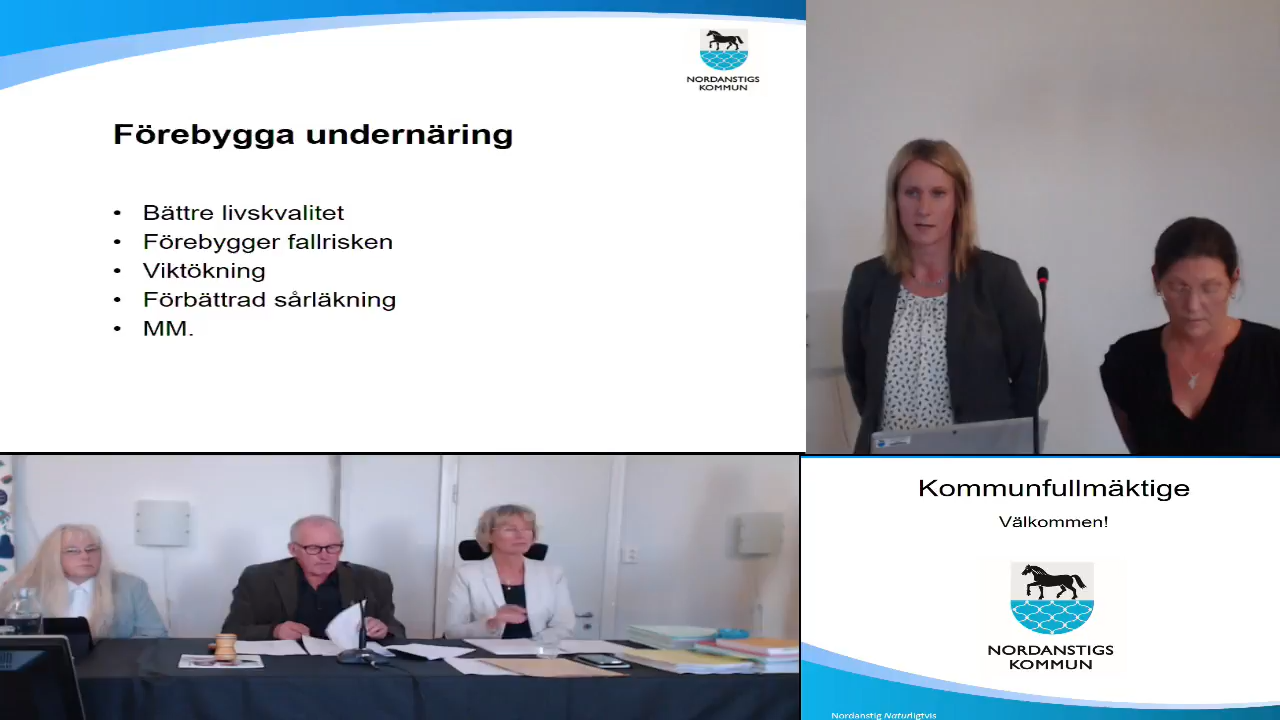 NORDANSTIGS
KOMMUN
Förebygga undernäring
• Bättre livskvalitet
• Förebygger fallrisken
• Viktökning
• Förbättrad sårläkning
• MM.
Kommunfullmäktige
Välkommen!
NORDANSTIGS
KOMMUN
Nordanstig Naturligtvis